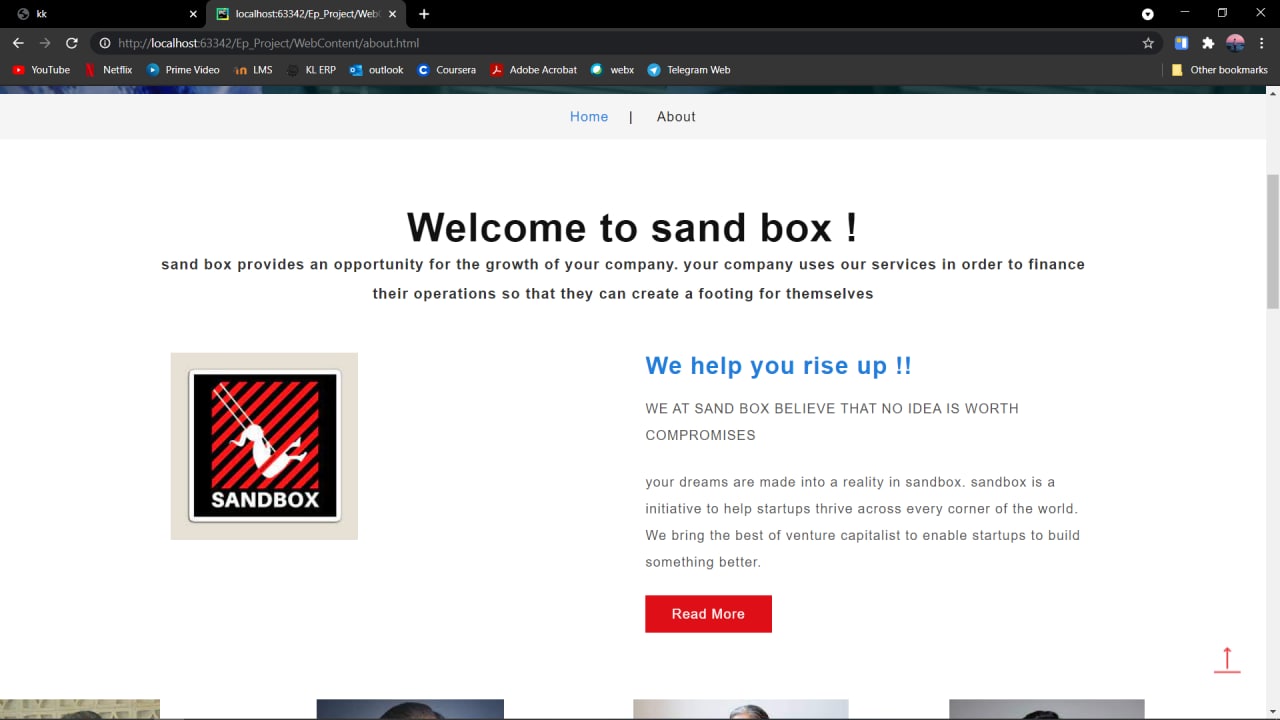 kk
localhost:63342/Ep_Project/WebC
http://localhost:63342/Ep_Project/WebContent/about.html
YouTube Netflix Prime Video LMS KL ERP outlook Coursera Adobe Acrobat webx Telegram Web Other bookmarks
Home | About
Welcome to sand box !
sand box provides an opportunity for the growth of your company. your company uses our services in order to finance
their operations so that they can create a footing for themselves
SANDBOX
We help you rise up !!
WE AT SAND BOX BELIEVE THAT NO IDEA IS WORTH
COMPROMISES
your dreams are made into a reality in sandbox. sandbox is a
initiative to help startups thrive across every corner of the world.
We bring the best of venture capitalist to enable startups to build
something better.
Read More